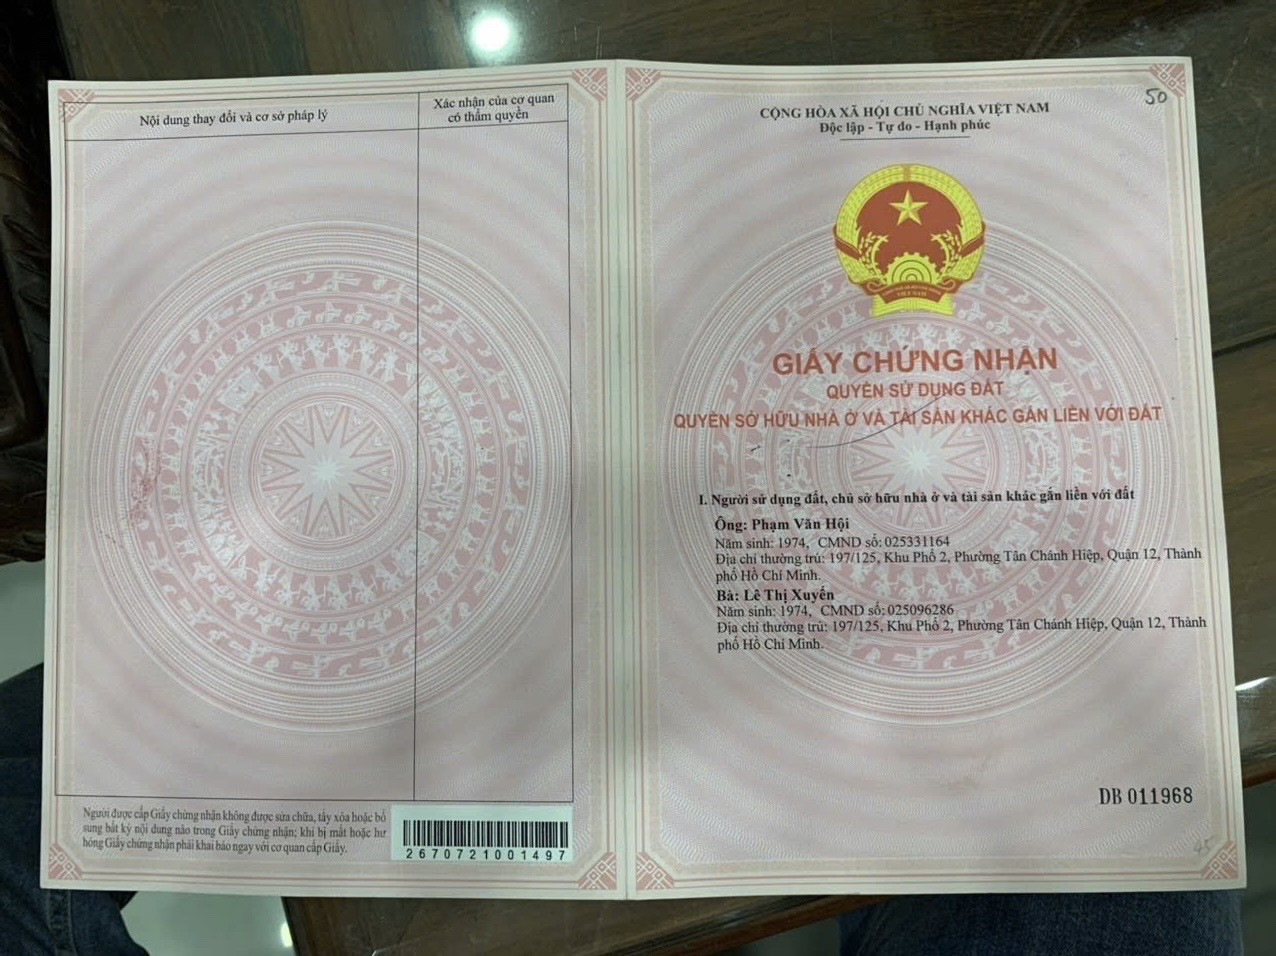 Nội dung thay đổi và cơ sở pháp lý
Xác nhận của cơ quan
có thẩm quyền
Người được cấp Giấy chứng nhận không được sửa chữa, tẩy xóa hoặc bổ
sung bất kỳ nội dung nào trong Giấy chứng nhận; khi bị mất hoặc hư
hỏng Giấy chứng nhận phải khai báo ngay với cơ quan cấp Giấy.
2670721001497
50
CỘNG HÒA XÃ HỘI CHỦ NGHĨA VIỆT NAM
Độc lập - Tự do - Hạnh phúc
VIỆT NAM
GIẤY CHỨNG NHẬN
QUYỀN SỬ DỤNG ĐẤT
QUYỀN SỞ HỮU NHÀ Ở VÀ TÀI SẢN KHÁC GẮN LIỀN VỚI ĐẤT
I. Người sử dụng đất, chủ sở hữu nhà ở và tài sản khác gắn liền với đất
Ông: Phạm Văn Hội
Năm sinh: 1974, CMND số: 025331164
Địa chỉ thường trú: 197/125, Khu Phố 2, Phường Tân Chánh Hiệp, Quận 12, Thành
phố Hồ Chí Minh.
Bà: Lê Thị Xuyến
Năm sinh: 1974, CMND số: 025096286
Địa chỉ thường trú: 197/125, Khu Phố 2, Phường Tân Chánh Hiệp, Quận 12, Thành
phố Hồ Chí Minh.
DB 011968
45